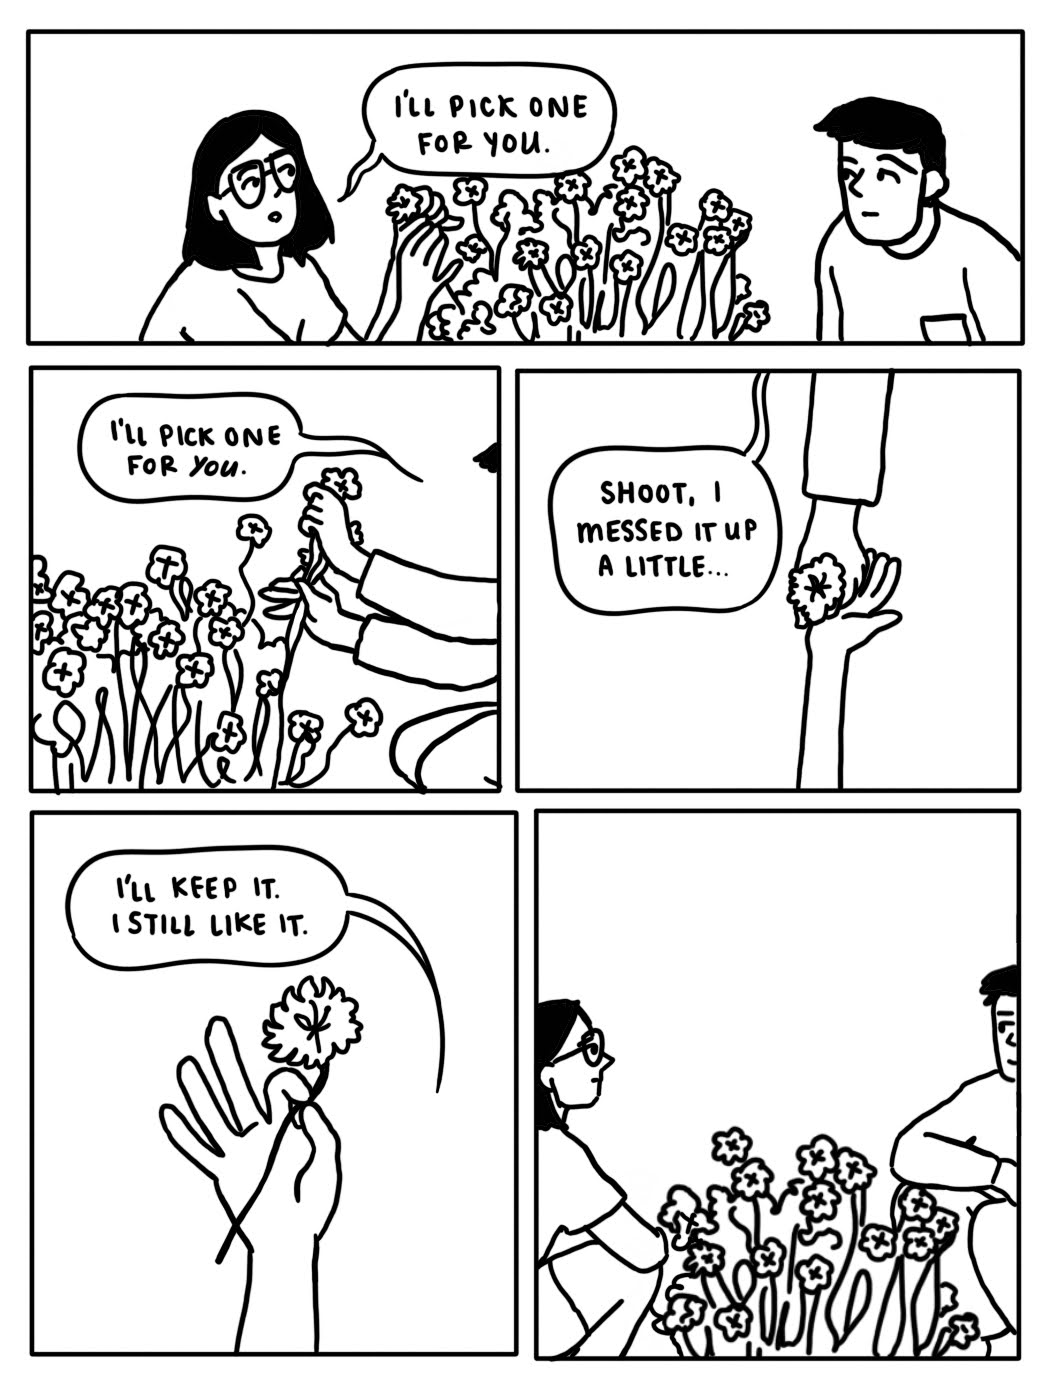 I'LL PICK ONE
FOR YOU.
I'LL PICK ONE
FOR YOU.
SHOOT, I
MESSED IT UP
A LITTLE...
I'LL KEEP IT.
I STILL LIKE IT.